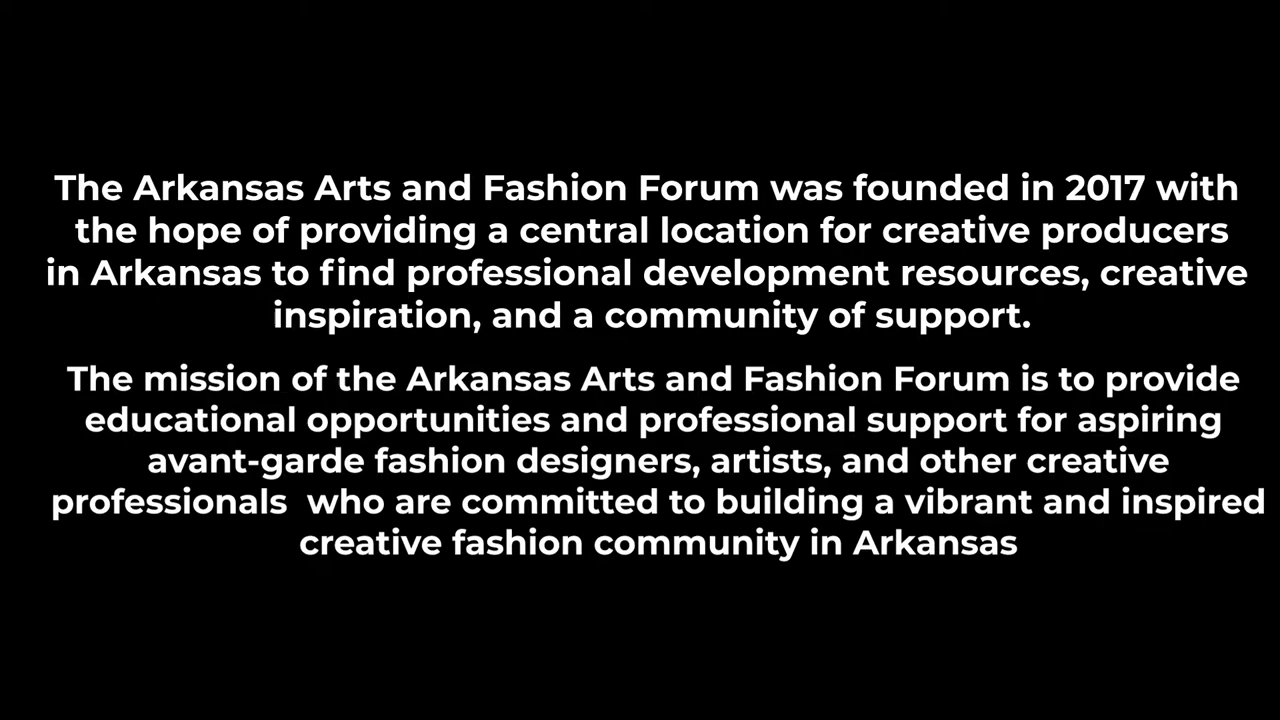 The Arkansas Arts and Fashion Forum was founded in 2017 with
the hope of providing a central location for creative producers
in Arkansas to find professional development resources, creative
inspiration, and a community of support.
The mission of the Arkansas Arts and Fashion Forum is to provide
educational opportunities and professional support for aspiring
avant-garde fashion designers, artists, and other creative
professionals  who are committed to building a vibrant and inspired
creative fashion community in Arkansas